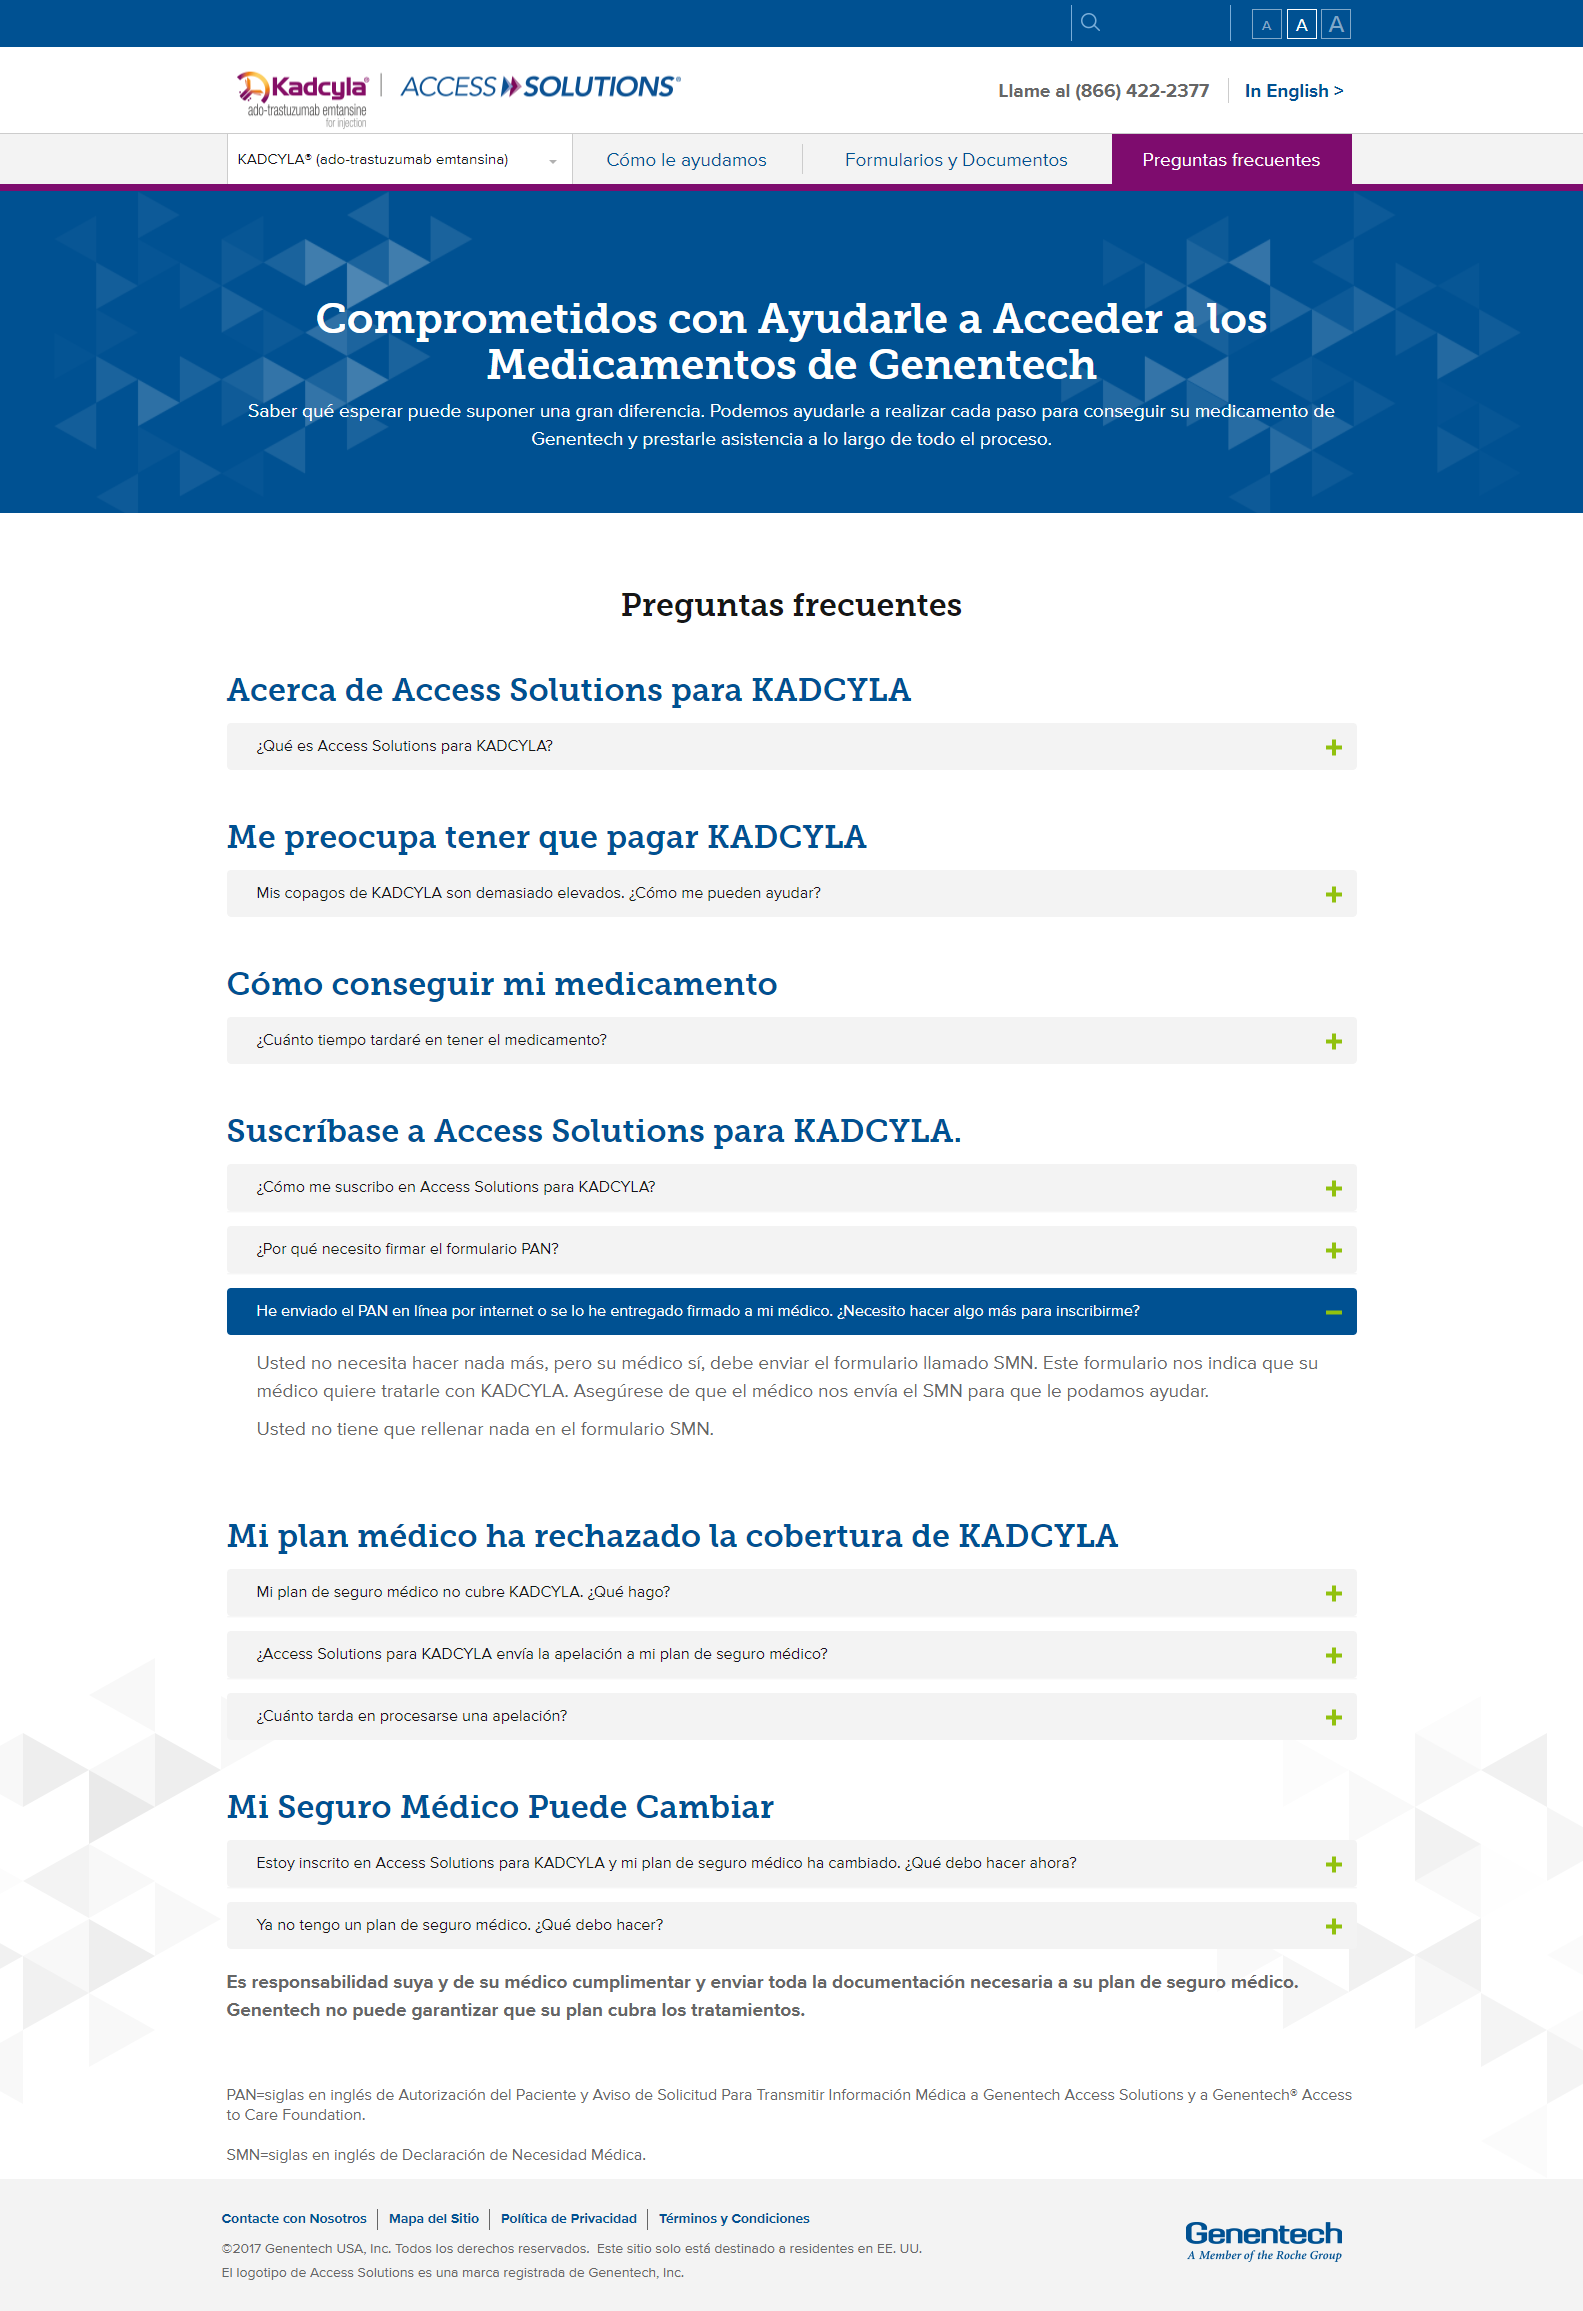 A A A
Kadcyla®
ado-trastuzumab emtansine
for injection
ACCESS SOLUTIONS®
Llame al (866) 422-2377
In English >
KADCYLA® (ado-trastuzumab emtansina)
Cómo le ayudamos
Formularios y Documentos
Preguntas frecuentes
Comprometidos con Ayudarle a Acceder a los
Medicamentos de Genentech
Saber qué esperar puede suponer una gran diferencia. Podemos ayudarle a realizar cada paso para conseguir su medicamento de
Genentech y prestarle asistencia a lo largo de todo el proceso.
Preguntas frecuentes
Acerca de Access Solutions para KADCYLA
¿Qué es Access Solutions para KADCYLA?
Me preocupa tener que pagar KADCYLA
Mis copagos de KADCYLA son demasiado elevados. ¿Cómo me pueden ayudar?
Cómo conseguir mi medicamento
¿Cuánto tiempo tardaré en tener el medicamento?
Suscríbase a Access Solutions para KADCYLA.
¿Cómo me suscribo en Access Solutions para KADCYLA?
¿Por qué necesito firmar el formulario PAN?
He enviado el PAN en línea por internet o se lo he entregado firmado a mi médico. ¿Necesito hacer algo más para inscribirme?
Usted no necesita hacer nada más, pero su médico sí, debe enviar el formulario llamado SMN. Este formulario nos indica que su
médico quiere tratarle con KADCYLA. Asegúrese de que el médico nos envía el SMN para que le podamos ayudar.
Usted no tiene que rellenar nada en el formulario SMN.
Mi plan médico ha rechazado la cobertura de KADCYLA
Mi plan de seguro médico no cubre KADCYLA. ¿Qué hago?
¿Access Solutions para KADCYLA envía la apelación a mi plan de seguro médico?
¿Cuánto tarda en procesarse una apelación?
Mi Seguro Médico Puede Cambiar
Estoy inscrito en Access Solutions para KADCYLA y mi plan de seguro médico ha cambiado. ¿Qué debo hacer ahora?
Ya no tengo un plan de seguro médico. ¿Qué debo hacer?
Es responsabilidad suya y de su médico cumplimentar y enviar toda la documentación necesaria a su plan de seguro médico.
Genentech no puede garantizar que su plan cubra los tratamientos.
PAN=siglas en inglés de Autorización del Paciente y Aviso de Solicitud Para Transmitir Información Médica a Genentech Access Solutions y a Genentech® Access
to Care Foundation.
SMN=siglas en inglés de Declaración de Necesidad Médica.
Contacte con Nosotros | Mapa del Sitio | Política de Privacidad | Términos y Condiciones
©2017 Genentech USA, Inc. Todos los derechos reservados. Este sitio solo está destinado a residentes en EE. UU.
El logotipo de Access Solutions es una marca registrada de Genentech, Inc.
Genentech
A Member of the Roche Group